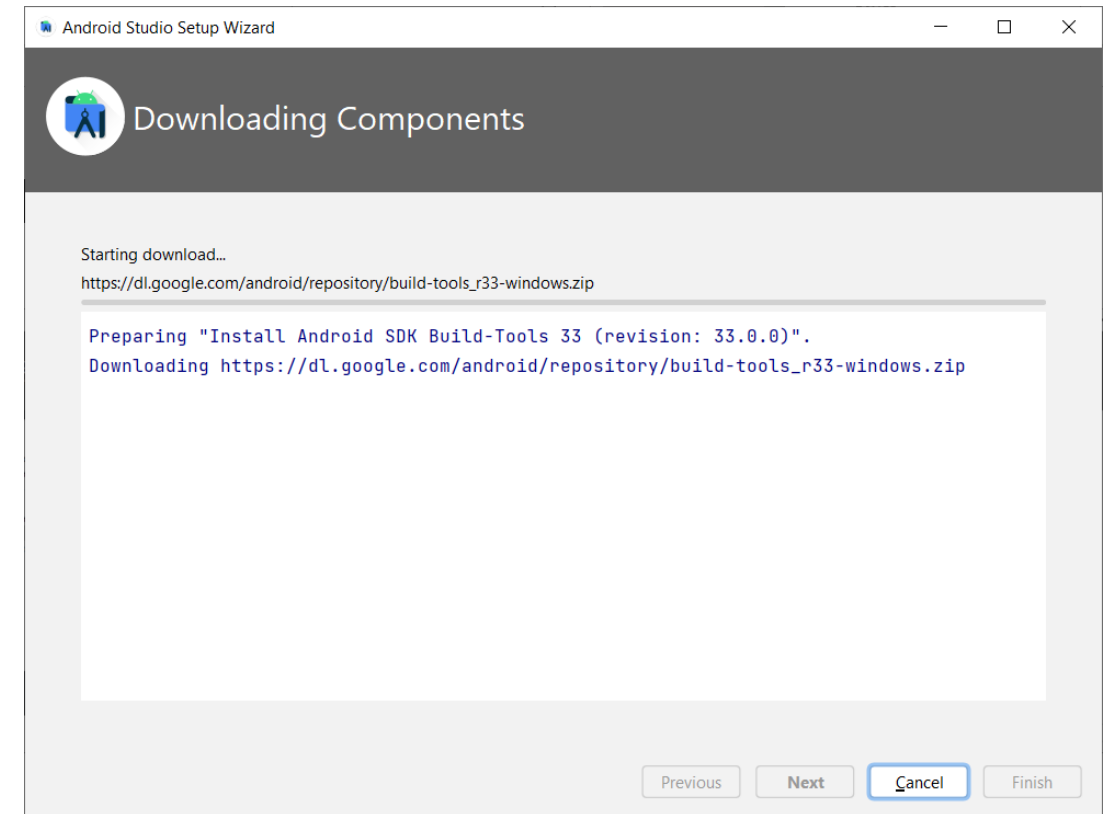 Android Studio Setup Wizard
Downloading Components
Starting download...
https://dl.google.com/android/repository/build-tools_r33-windows.zip
Preparing "Install Android SDK Build-Tools 33 (revision: 33.0.0)".
Downloading https://dl.google.com/android/repository/build-tools_r33-windows.zip
Previous Next Cancel Finish